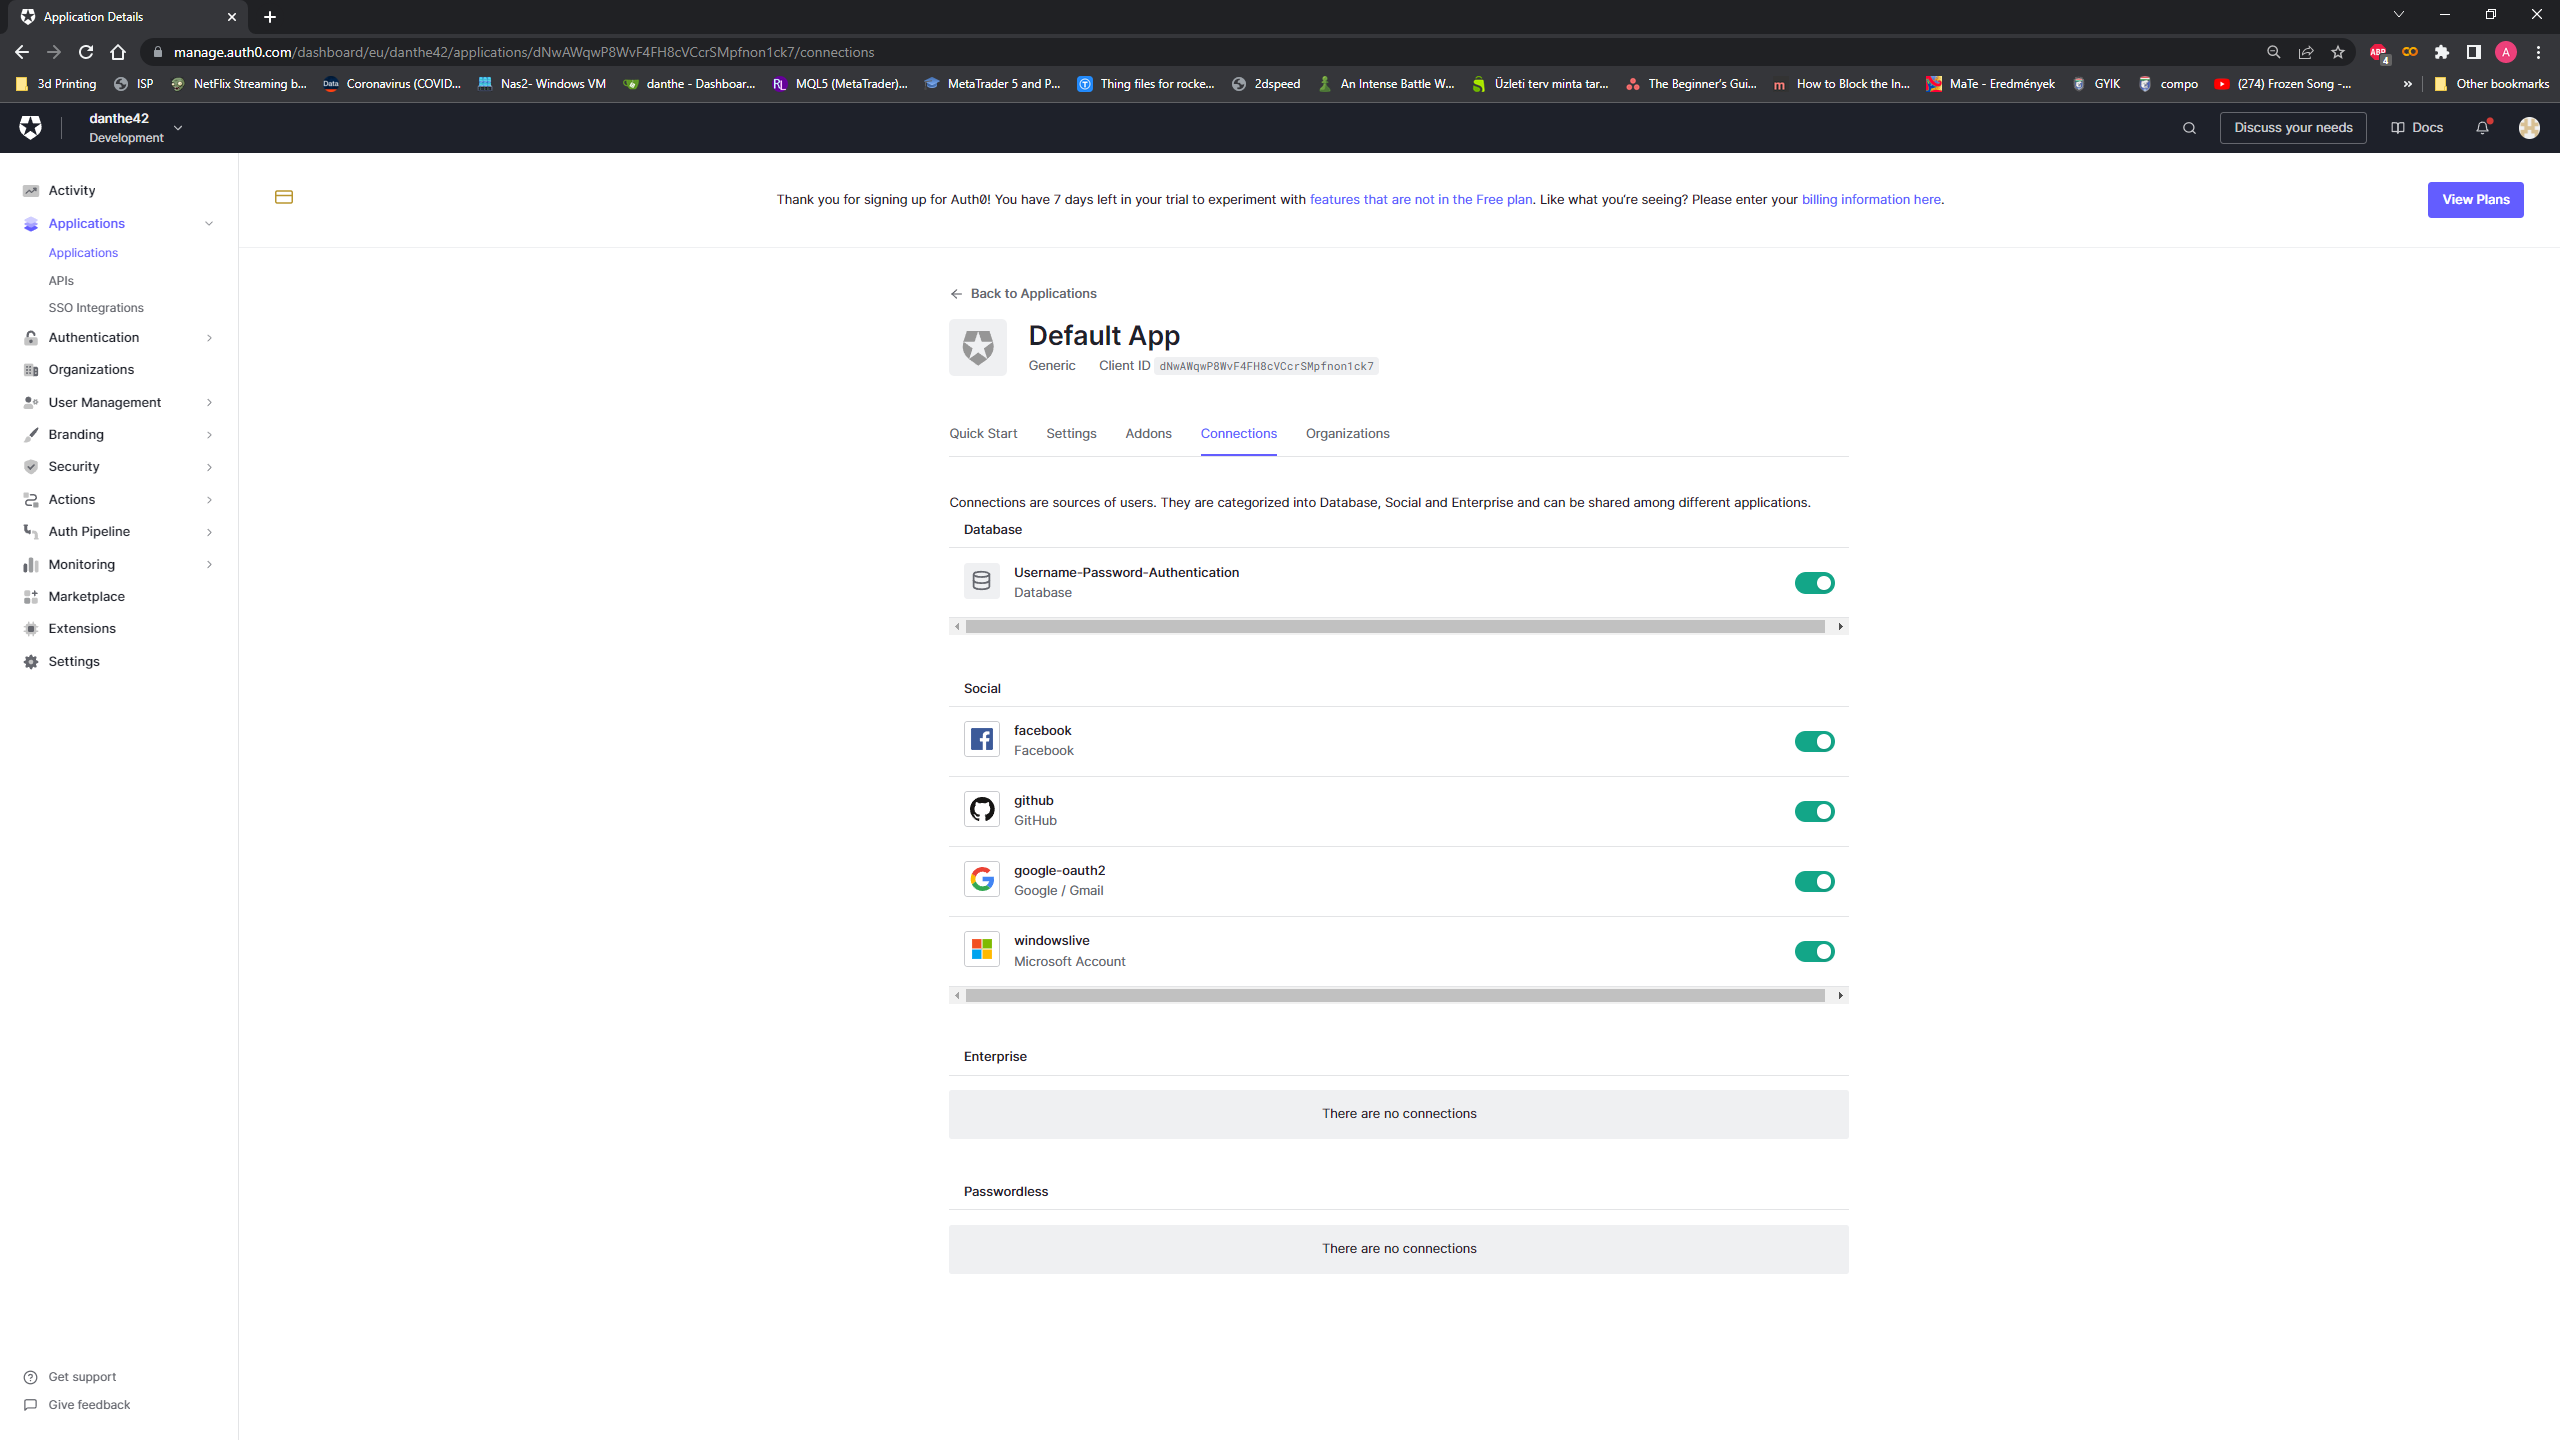 Application Details
manage.auth0.com/dashboard/eu/danthe42/applications/dNwAWqwP8WvF4FH8cVCcrSMpfnon1ck7/connections
ABP 4 A
3d Printing ISP NetFlix Streaming b... Data Coronavirus (COVID... Nas2- Windows VM danthe - Dashboar... RL MQL5 (MetaTrader)... MetaTrader 5 and P... Thing files for rocke... 2dspeed An Intense Battle W... Üzleti terv minta tar... The Beginner's Gui... m How to Block the In... MaTe - Eredmények GYIK compo (274) Frozen Song -... » Other bookmarks
danthe42
Development
Discuss your needs Docs
Activity
Applications
Applications
APIs
SSO Integrations
Authentication
Organizations
User Management
Branding
Security
Actions
Auth Pipeline
Monitoring
Marketplace
Extensions
Settings
Get support
Give feedback
Thank you for signing up for Auth0! You have 7 days left in your trial to experiment with features that are not in the Free plan. Like what you're seeing? Please enter your billing information here.
View Plans
Back to Applications
Default App
Generic Client ID dNwAWqwP8WvF4FH8cVCcrSMpfnon1ck7
Quick Start Settings Addons Connections Organizations
Connections are sources of users. They are categorized into Database, Social and Enterprise and can be shared among different applications.
Database
Username-Password-Authentication
Database
Social
facebook
Facebook
github
GitHub
google-oauth2
Google / Gmail
windowslive
Microsoft Account
Enterprise
There are no connections
Passwordless
There are no connections